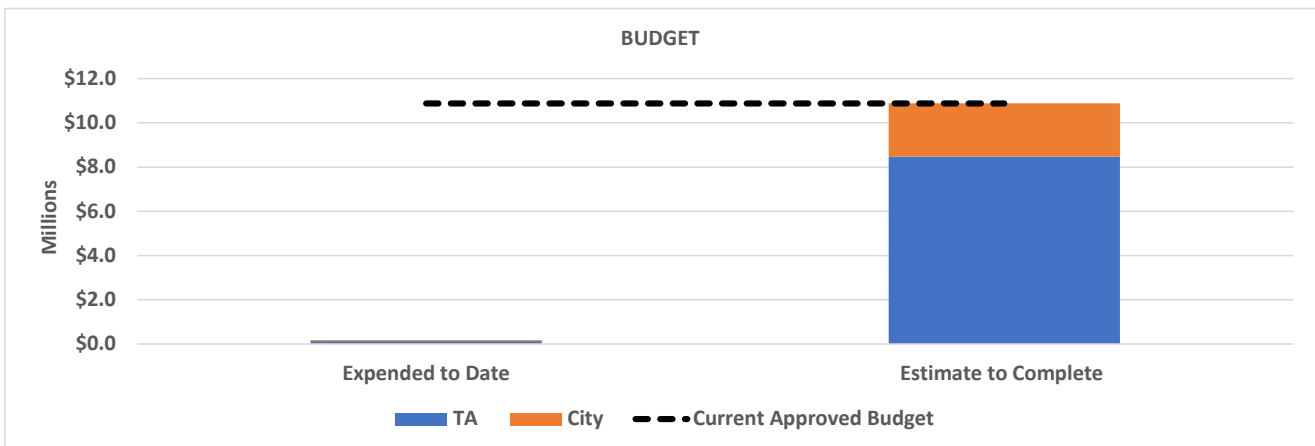 BUDGET
$12.0
$10.0
$8.0
$6.0
$4.0
$2.0
$0.0
Millions
Expended to Date Estimate to Complete
TA City Current Approved Budget